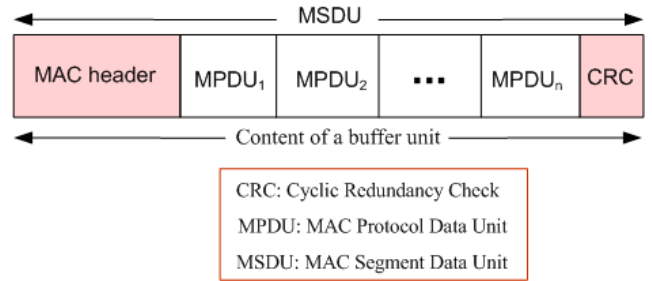 MSDU
MAC header MPDU₁ MPDU₂ ... MPDUₙ CRC
Content of a buffer unit
CRC: Cyclic Redundancy Check
MPDU: MAC Protocol Data Unit
MSDU: MAC Segment Data Unit